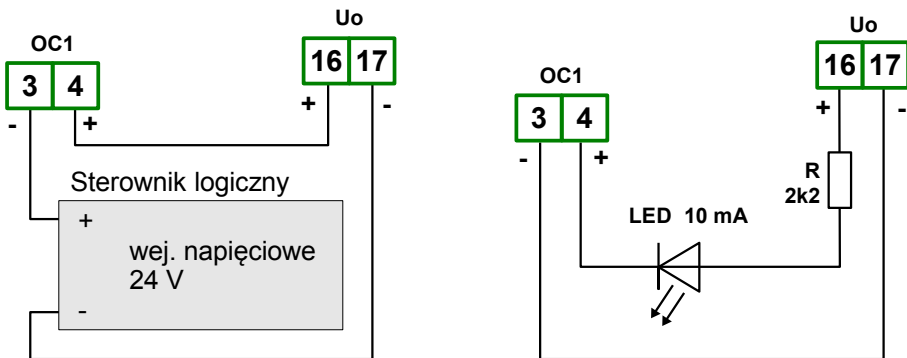 Uo
OC1
16 17
3 4
+ -
- +
Sterownik logiczny
+
wej. napięciowe
24 V
-
Uo
16 17
OC1
+ -
3 4
- +
R
2k2
LED 10 mA